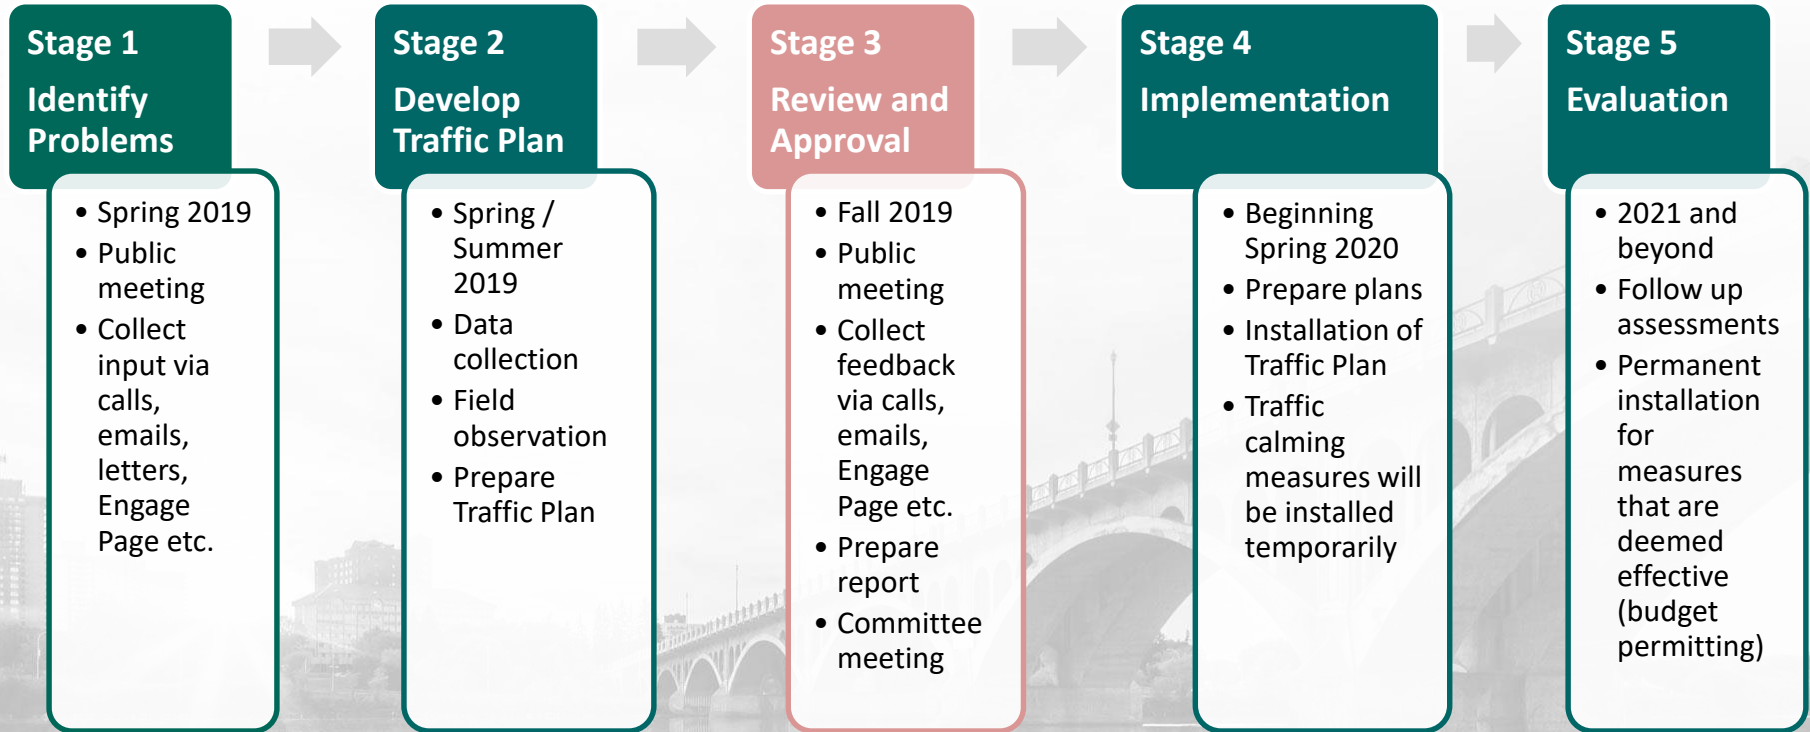 Stage 1
Identify
Problems
• Spring 2019
• Public
meeting
• Collect
input via
calls,
emails,
letters,
Engage
Page etc.
Stage 2
Develop
Traffic Plan
• Spring /
Summer
2019
• Data
collection
• Field
observation
• Prepare
Traffic Plan
Stage 3
Review and
Approval
• Fall 2019
• Public
meeting
• Collect
feedback
via calls,
emails,
Engage
Page etc.
• Prepare
report
• Committee
meeting
Stage 4
Implementation
• Beginning
Spring 2020
• Prepare plans
• Installation of
Traffic Plan
• Traffic
calming
measures will
be installed
temporarily
Stage 5
Evaluation
• 2021 and
beyond
• Follow up
assessments
• Permanent
installation
for
measures
that are
deemed
effective
(budget
permitting)